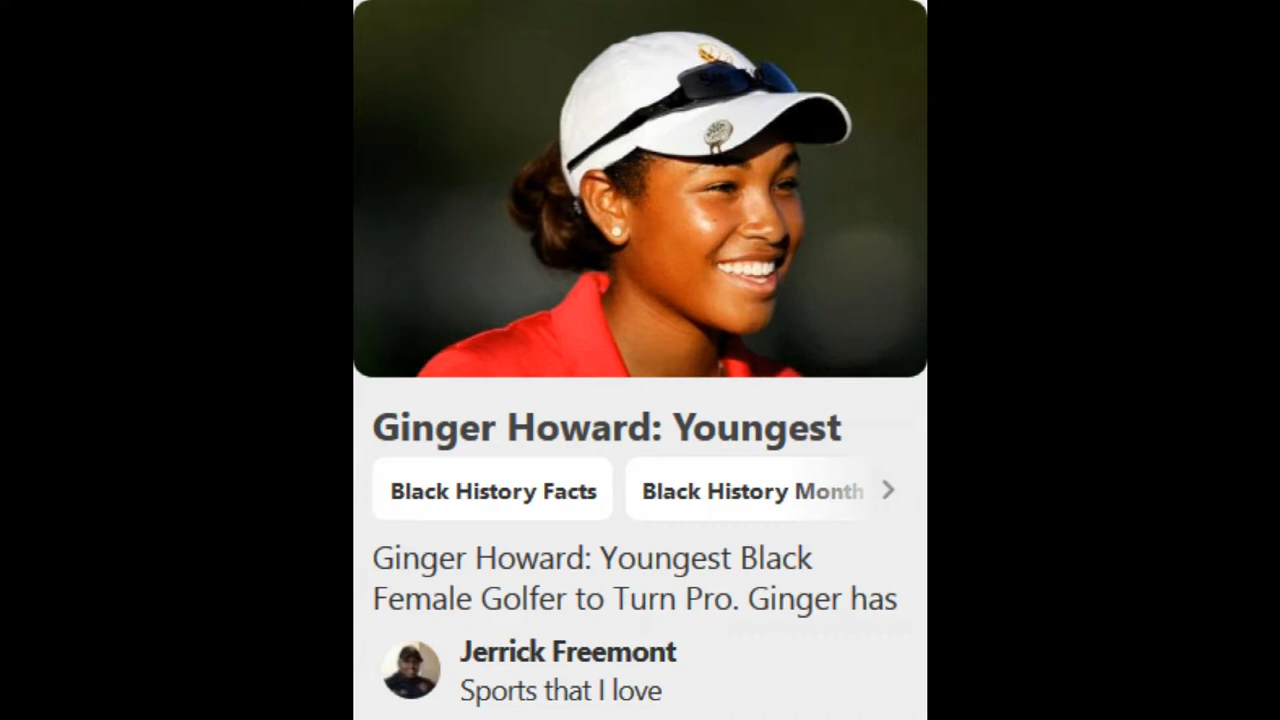 Ginger Howard: Youngest
Black History Facts
Black History Month
Ginger Howard: Youngest Black
Female Golfer to Turn Pro. Ginger has
Jerrick Freemont
Sports that I love